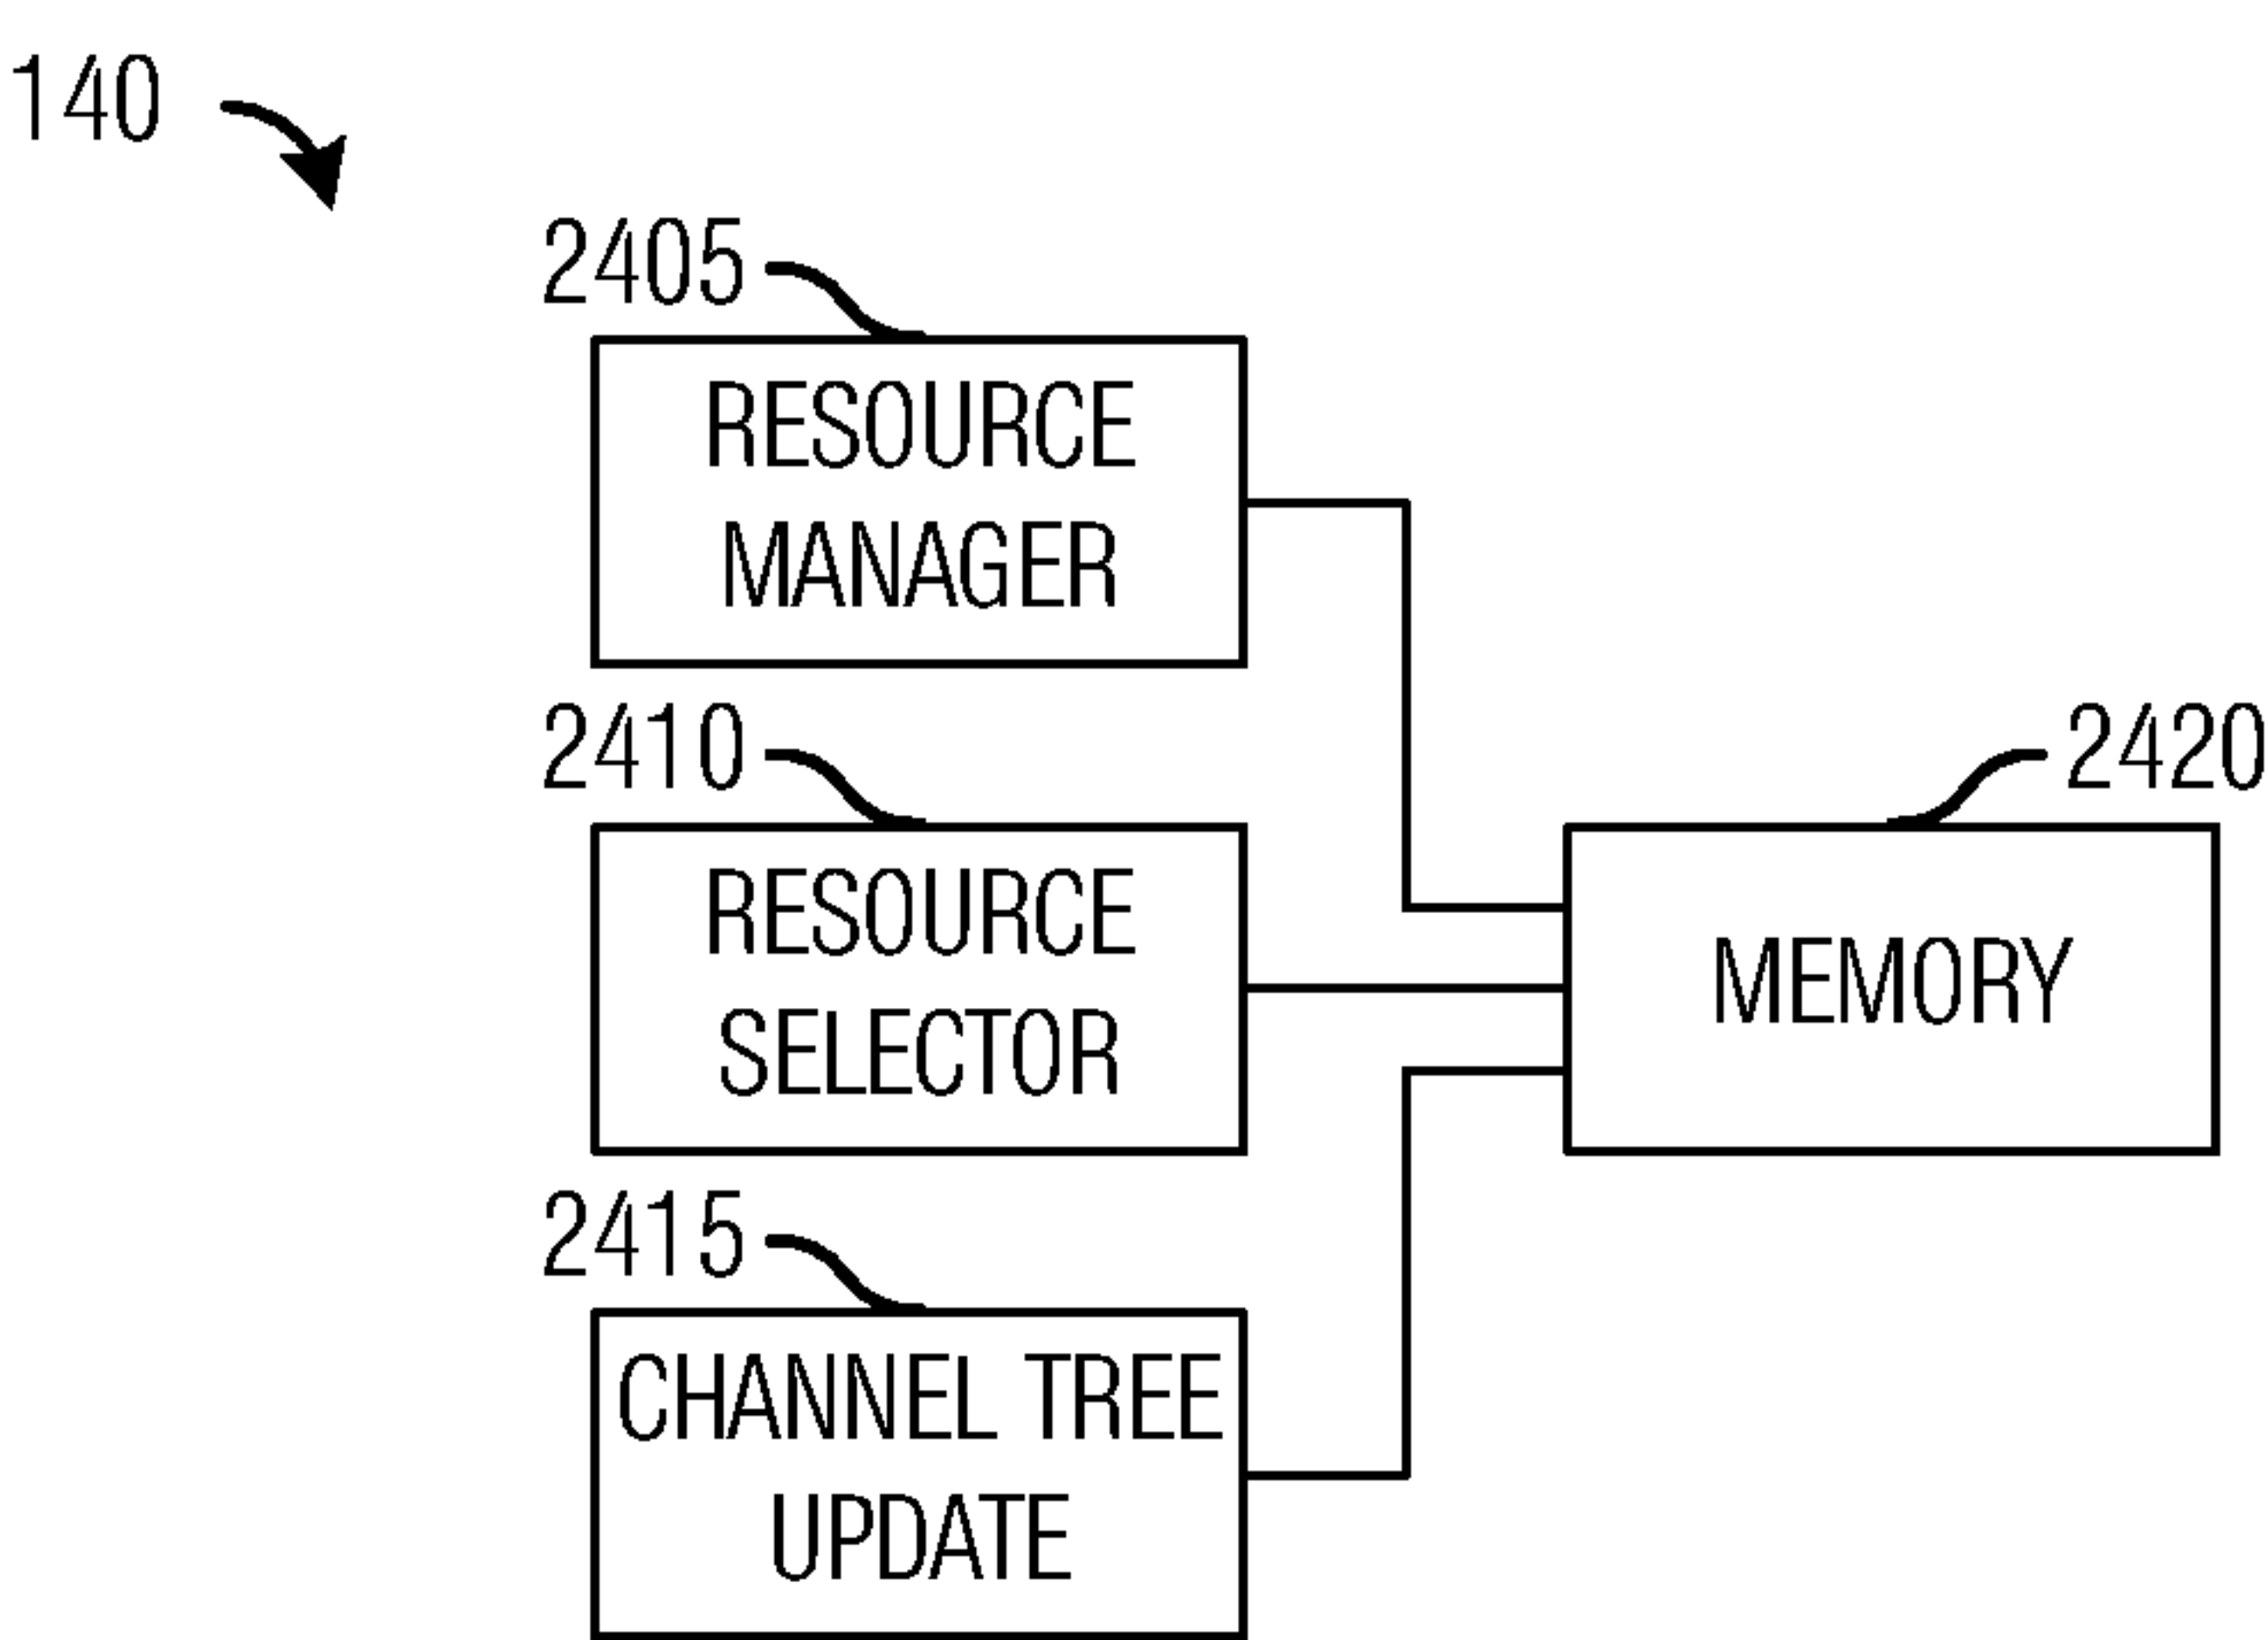 140
2405
RESOURCE
MANAGER
2410
RESOURCE
SELECTOR
2420
MEMORY
2415
CHANNEL TREE
UPDATE